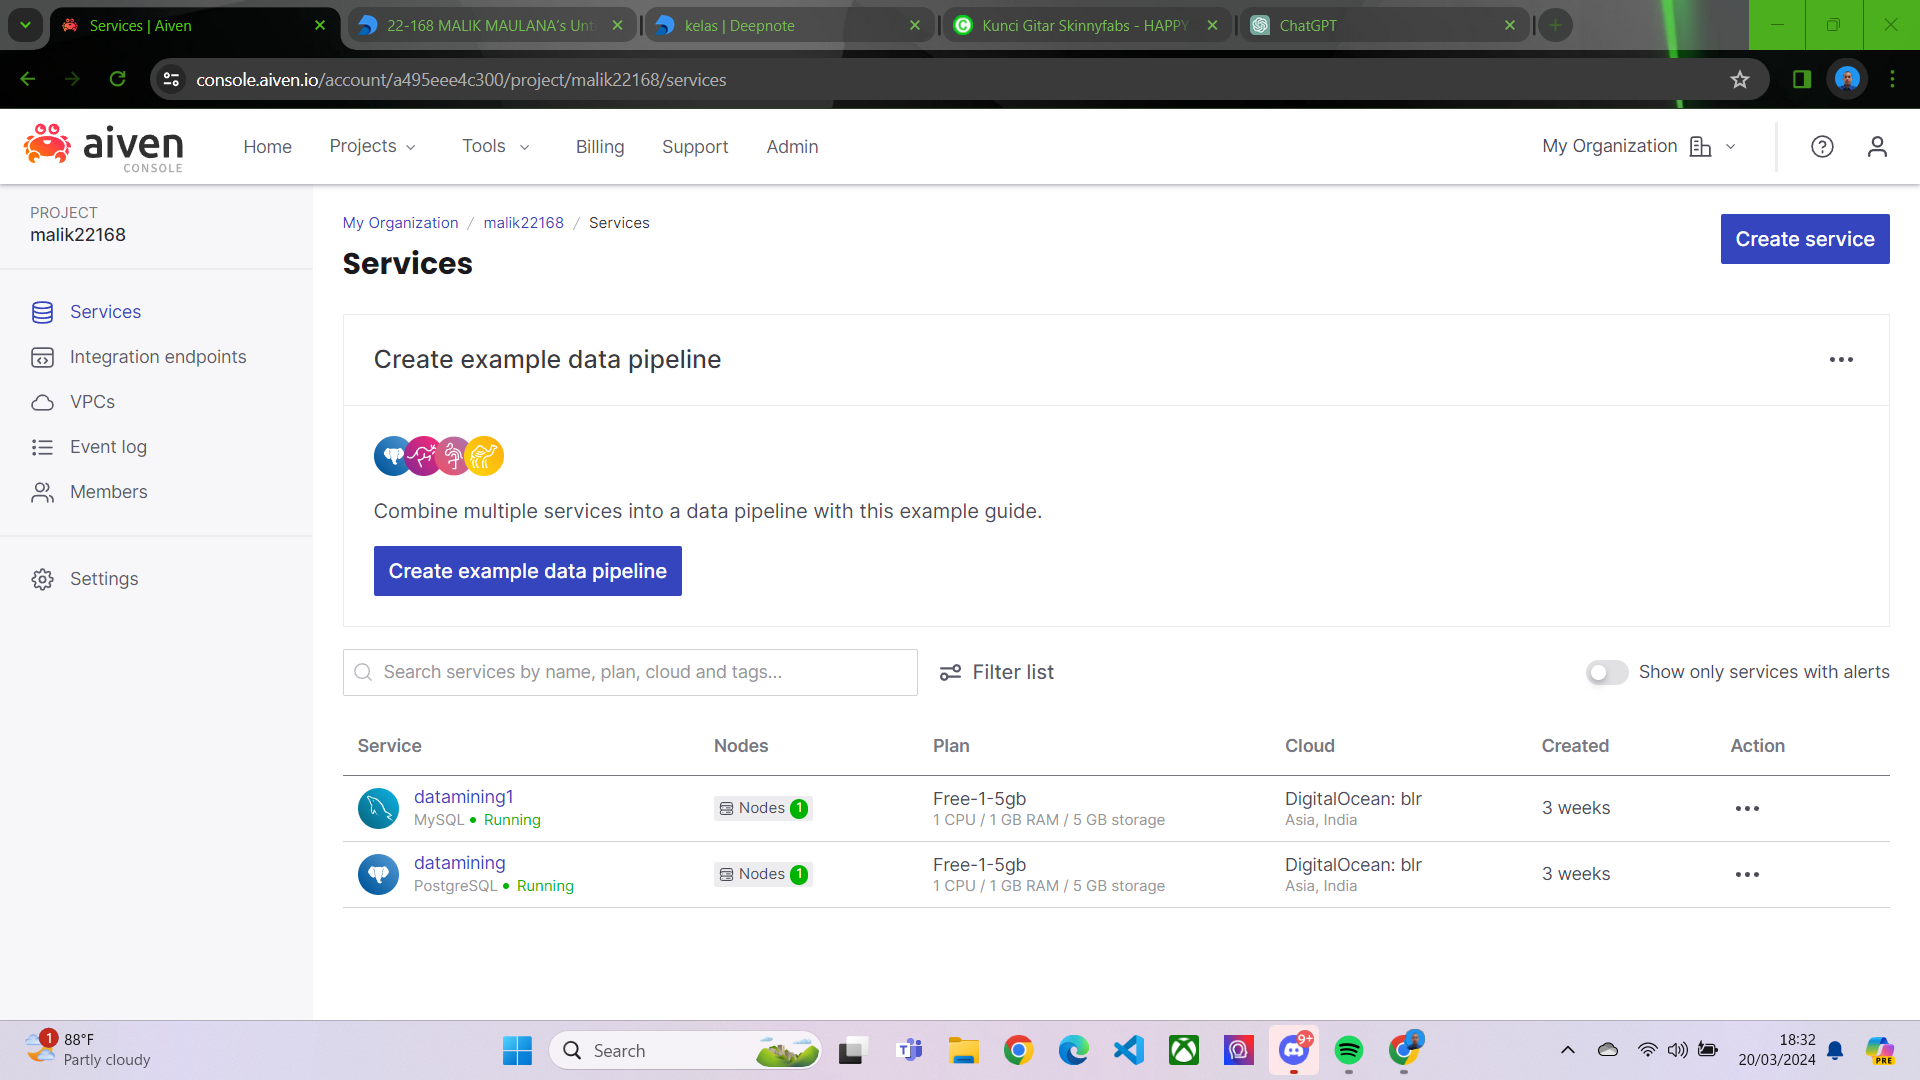 Services | Aiven
22-168 MALIK MAULANA's Unt
kelas | Deepnote
Kunci Gitar Skinnyfabs - HAPPY
ChatGPT
console.aiven.io/account/a495eee4c300/project/malik22168/services
aiven
CONSOLE
Home
Projects
Tools
Billing
Support
Admin
My Organization
PROJECT
malik22168
Services
Integration endpoints
VPCs
Event log
Members
Settings
My Organization / malik22168 / Services
Services
Create service
Create example data pipeline
Combine multiple services into a data pipeline with this example guide.
Create example data pipeline
Search services by name, plan, cloud and tags...
Filter list
Show only services with alerts
Service Nodes Plan Cloud Created Action
datamining1
MySQL • Running
Nodes 1
Free-1-5gb
1 CPU / 1 GB RAM / 5 GB storage
DigitalOcean: blr
Asia, India
3 weeks
datamining
PostgreSQL • Running
Nodes 1
Free-1-5gb
1 CPU / 1 GB RAM / 5 GB storage
DigitalOcean: blr
Asia, India
3 weeks
1
88°F
Partly cloudy
Search
9+
18:32
20/03/2024
PRE